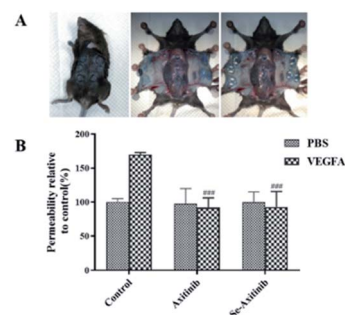 A
B
200
150
100
50
0
Permeability relative
to control(%)
PBS
VEGFA
###
###
Control
Axitinib
Se-Axitinib